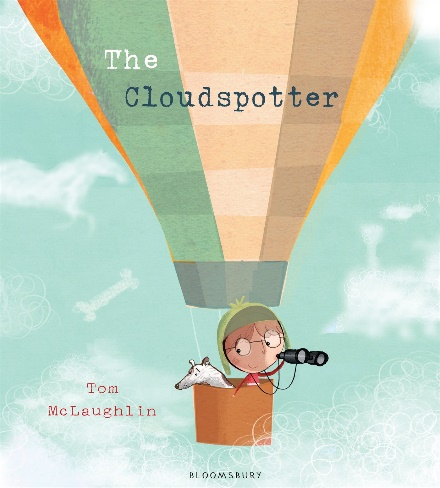 The
Cloudspotter
Tom
McLaughlin
BLOOMSBURY